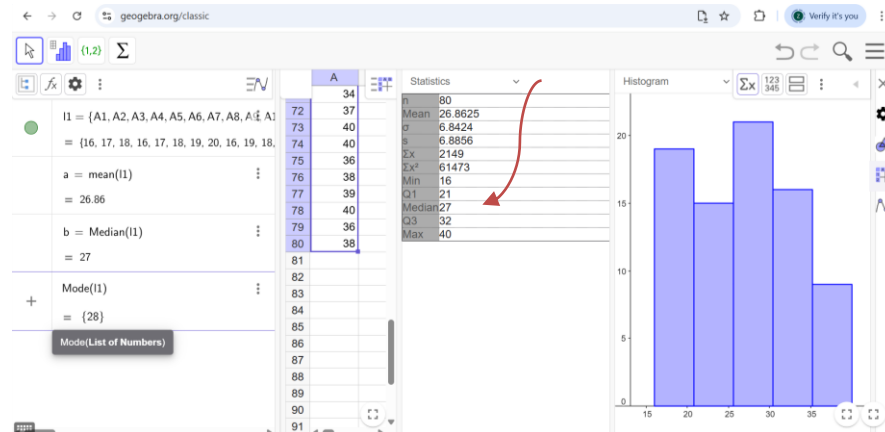 geogebra.org/classic
Verify it's you
{1,2}
Σ
fx
A
Statistics
Histogram
Σx
123
345
l1 = {A1, A2, A3, A4, A5, A6, A7, A8, A9, A1
= {16, 17, 18, 16, 17, 18, 19, 20, 16, 19, 18,
a = mean(l1)
= 26.86
b = Median(l1)
= 27
+
Mode(l1)
= {28}
Mode(List of Numbers)
34
72 37
73 40
74 40
75 36
76 38
77 39
78 40
79 36
80 38
81
82
83
84
85
86
87
88
89
90
91
n 80
Mean 26.8625
σ 6.8424
s 6.8856
Σx 2149
Σx² 61473
Min 16
Q1 21
Median 27
Q3 32
Max 40
20
15
10
5
0
15 20 25 30 35